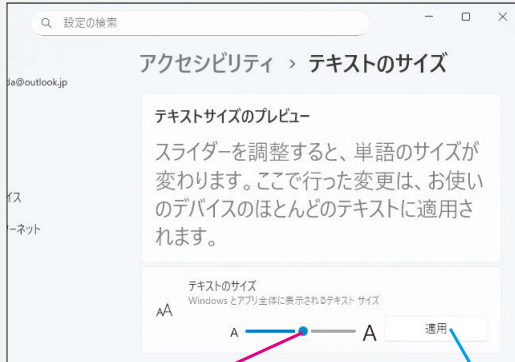 設定の検索
アクセシビリティ › テキストのサイズ
da@outlook.jp
テキストサイズのプレビュー
スライダーを調整すると、単語のサイズが
変わります。ここで行った変更は、お使い
のデバイスのほとんどのテキストに適用さ
れます。
イス
ーネット
テキストのサイズ
Windows とアプリ全体に表示されるテキスト サイズ
AA
A A 適用